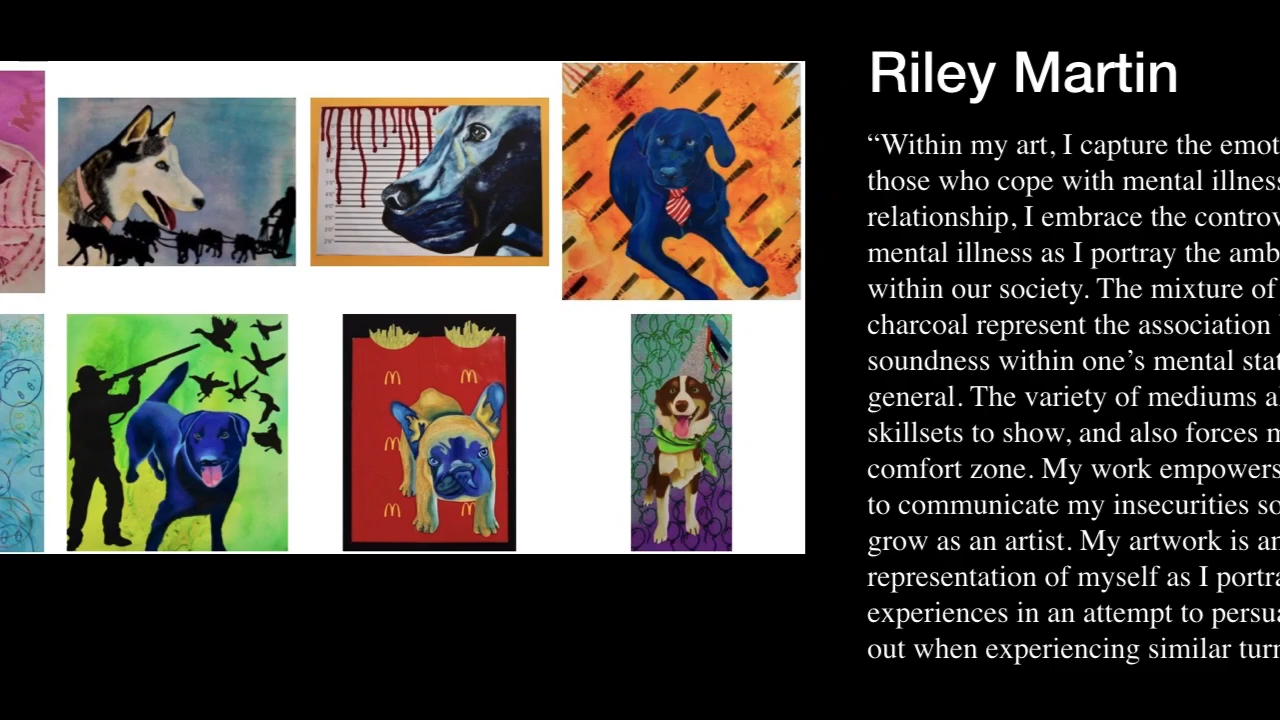 Riley Martin
“Within my art, I capture the emot
those who cope with mental illness
relationship, I embrace the controv
mental illness as I portray the amb
within our society. The mixture of
charcoal represent the association
soundness within one’s mental stat
general. The variety of mediums a
skillsets to show, and also forces m
comfort zone. My work empowers
to communicate my insecurities so
grow as an artist. My artwork is an
representation of myself as I portra
experiences in an attempt to persua
out when experiencing similar turn